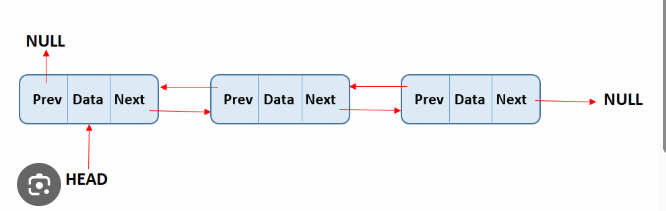 NULL
Prev Data Next
Prev Data Next
Prev Data Next
NULL
HEAD